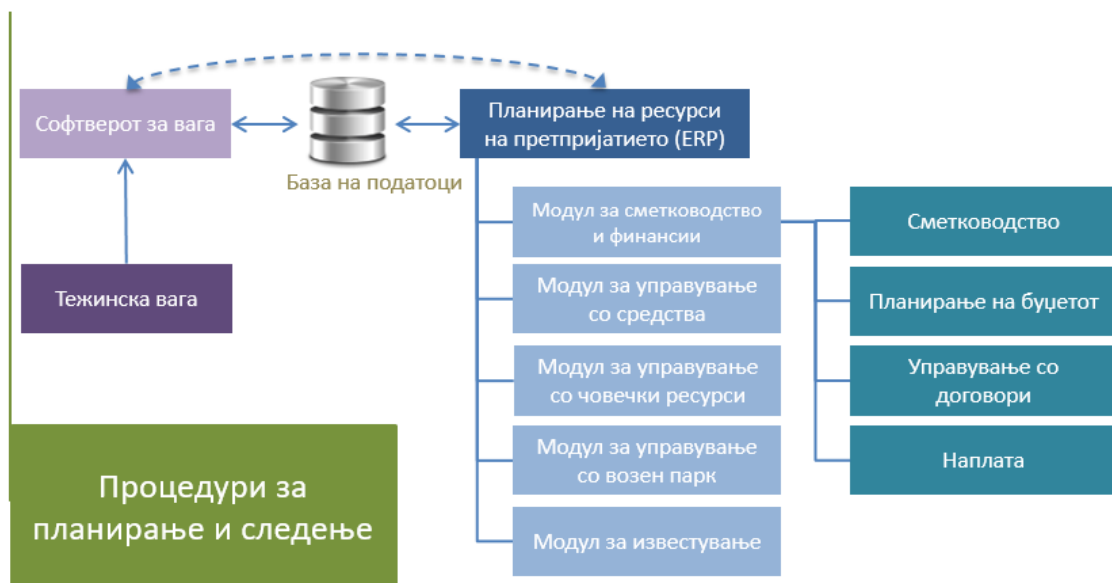 Софтверот за вага
База на податоци
Планирање на ресурси
на претпријатието (ERP)
Тежинска вага
Модул за сметководство
и финансии
Модул за управување
со средства
Модул за управување
со човечки ресурси
Модул за управување
со возен парк
Модул за известување
Сметководство
Планирање на буџетот
Управување со
договори
Наплата
Процедури за
планирање и следење